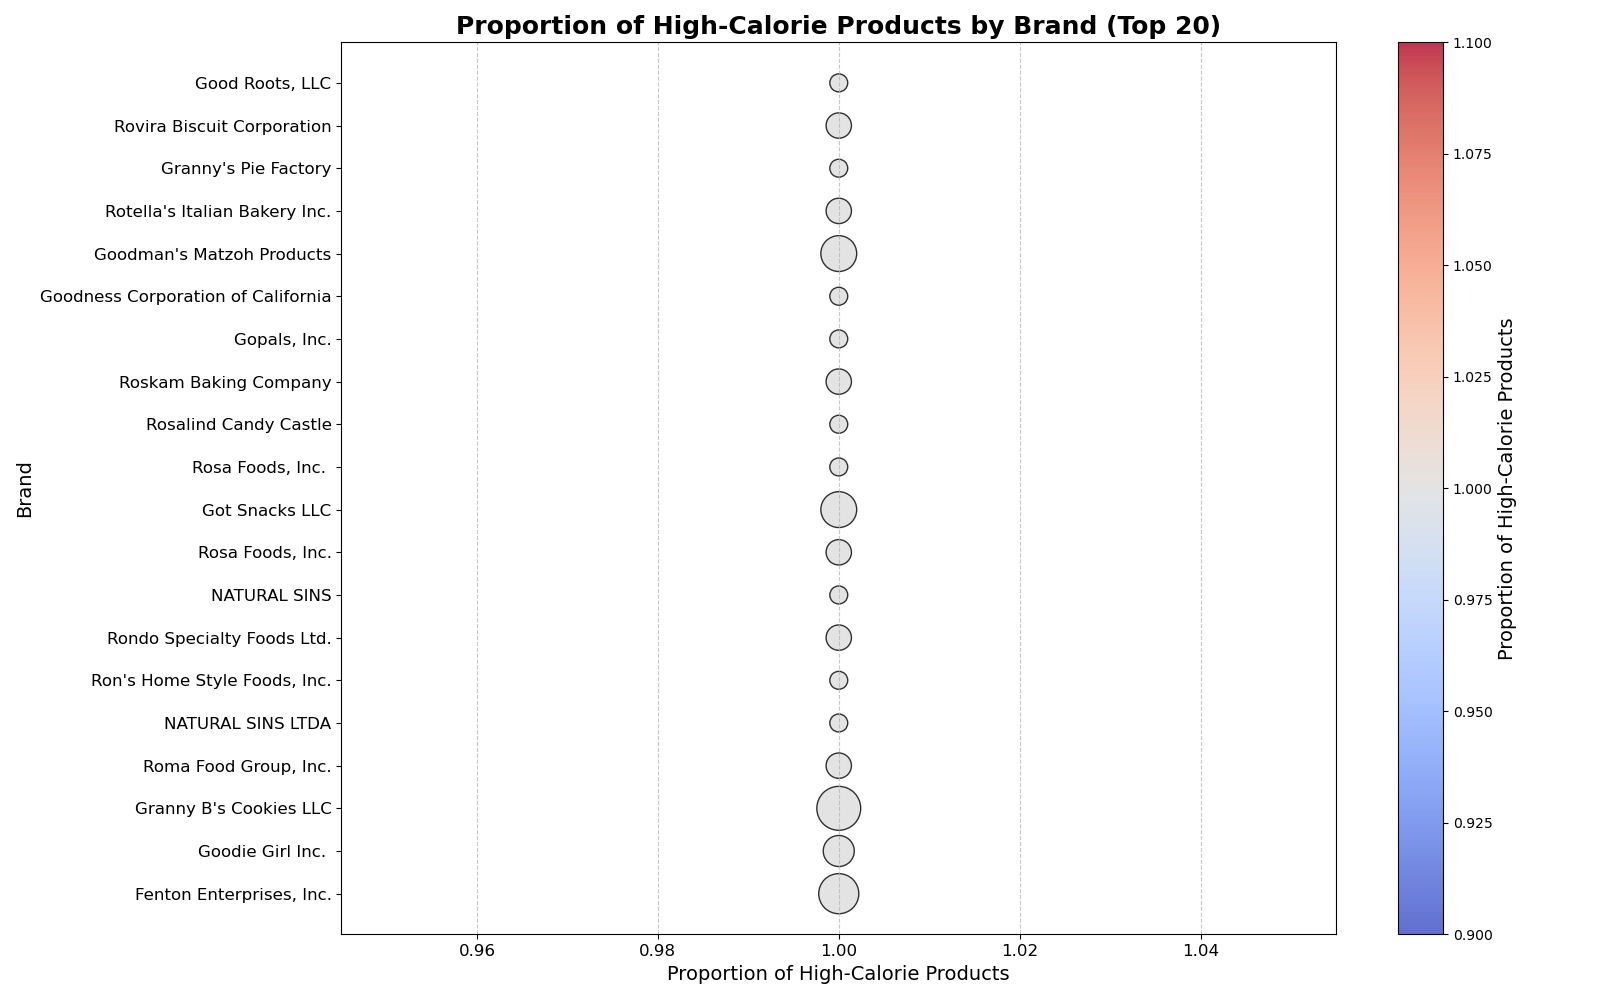 Proportion of High-Calorie Products by Brand (Top 20)
Brand
Good Roots, LLC
Rovira Biscuit Corporation
Granny's Pie Factory
Rotella's Italian Bakery Inc.
Goodman's Matzoh Products
Goodness Corporation of California
Gopals, Inc.
Roskam Baking Company
Rosalind Candy Castle
Rosa Foods, Inc.
Got Snacks LLC
Rosa Foods, Inc.
NATURAL SINS
Rondo Specialty Foods Ltd.
Ron's Home Style Foods, Inc.
NATURAL SINS LTDA
Roma Food Group, Inc.
Granny B's Cookies LLC
Goodie Girl Inc.
Fenton Enterprises, Inc.
0.96
0.98
1.00
1.02
1.04
Proportion of High-Calorie Products
1.100
1.075
1.050
1.025
1.000
0.975
0.950
0.925
0.900
Proportion of High-Calorie Products